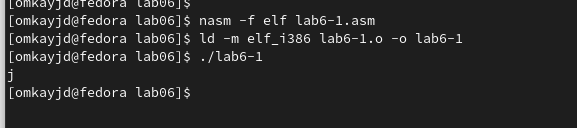 [omkayjd@fedora lab06]$
[omkayjd@fedora lab06]$ nasm -f elf lab6-1.asm
[omkayjd@fedora lab06]$ ld -m elf_i386 lab6-1.o -o lab6-1
[omkayjd@fedora lab06]$ ./lab6-1
j
[omkayjd@fedora lab06]$